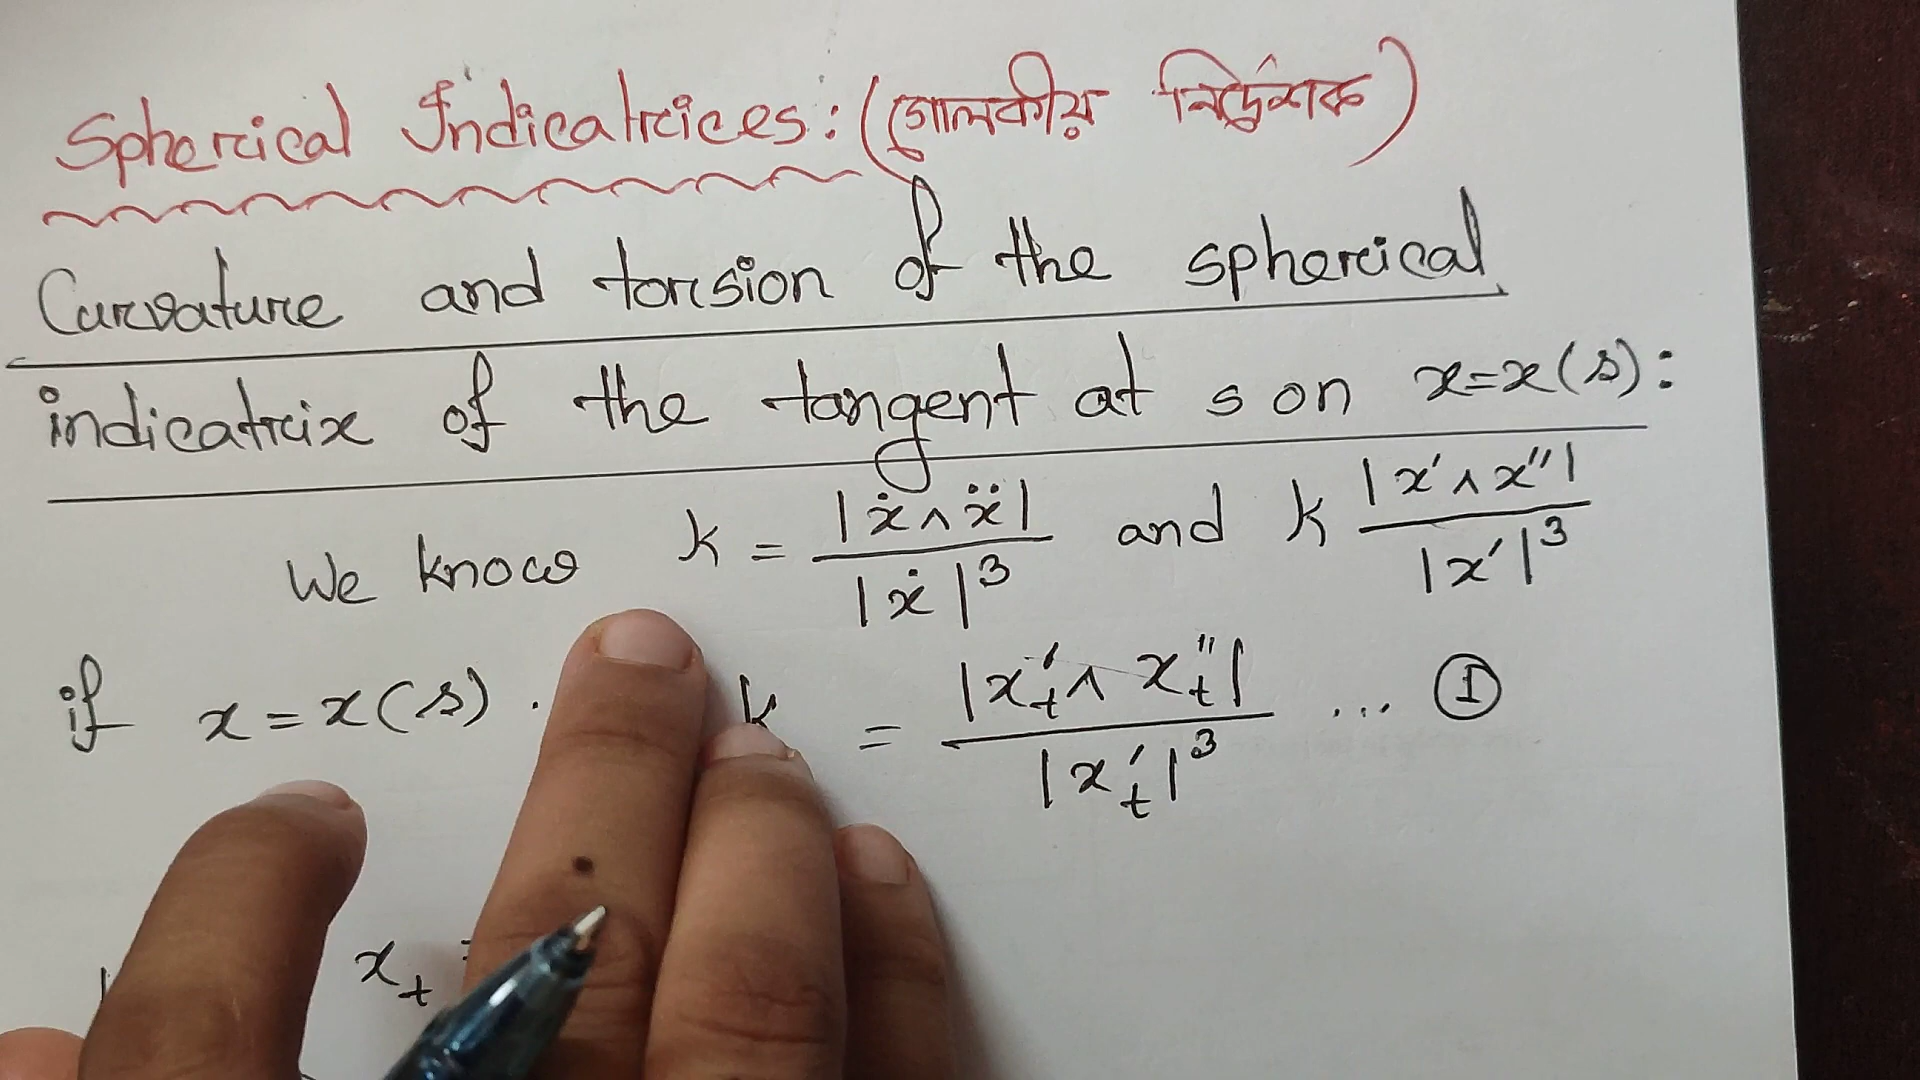 Spherical Indicatrices: (গোলকীয় নির্দেশক)
Curvature and torsion of the spherical
indicatrix of the tangent at s on x=x(s):
We know k = |ẋ∧ẍ| / |ẋ|³ and k |x′∧x″| / |x′|³
if x=x(s). k = |x′ₜ∧x″ₜ| / |x′ₜ|³ ... Ⓘ
xₜ